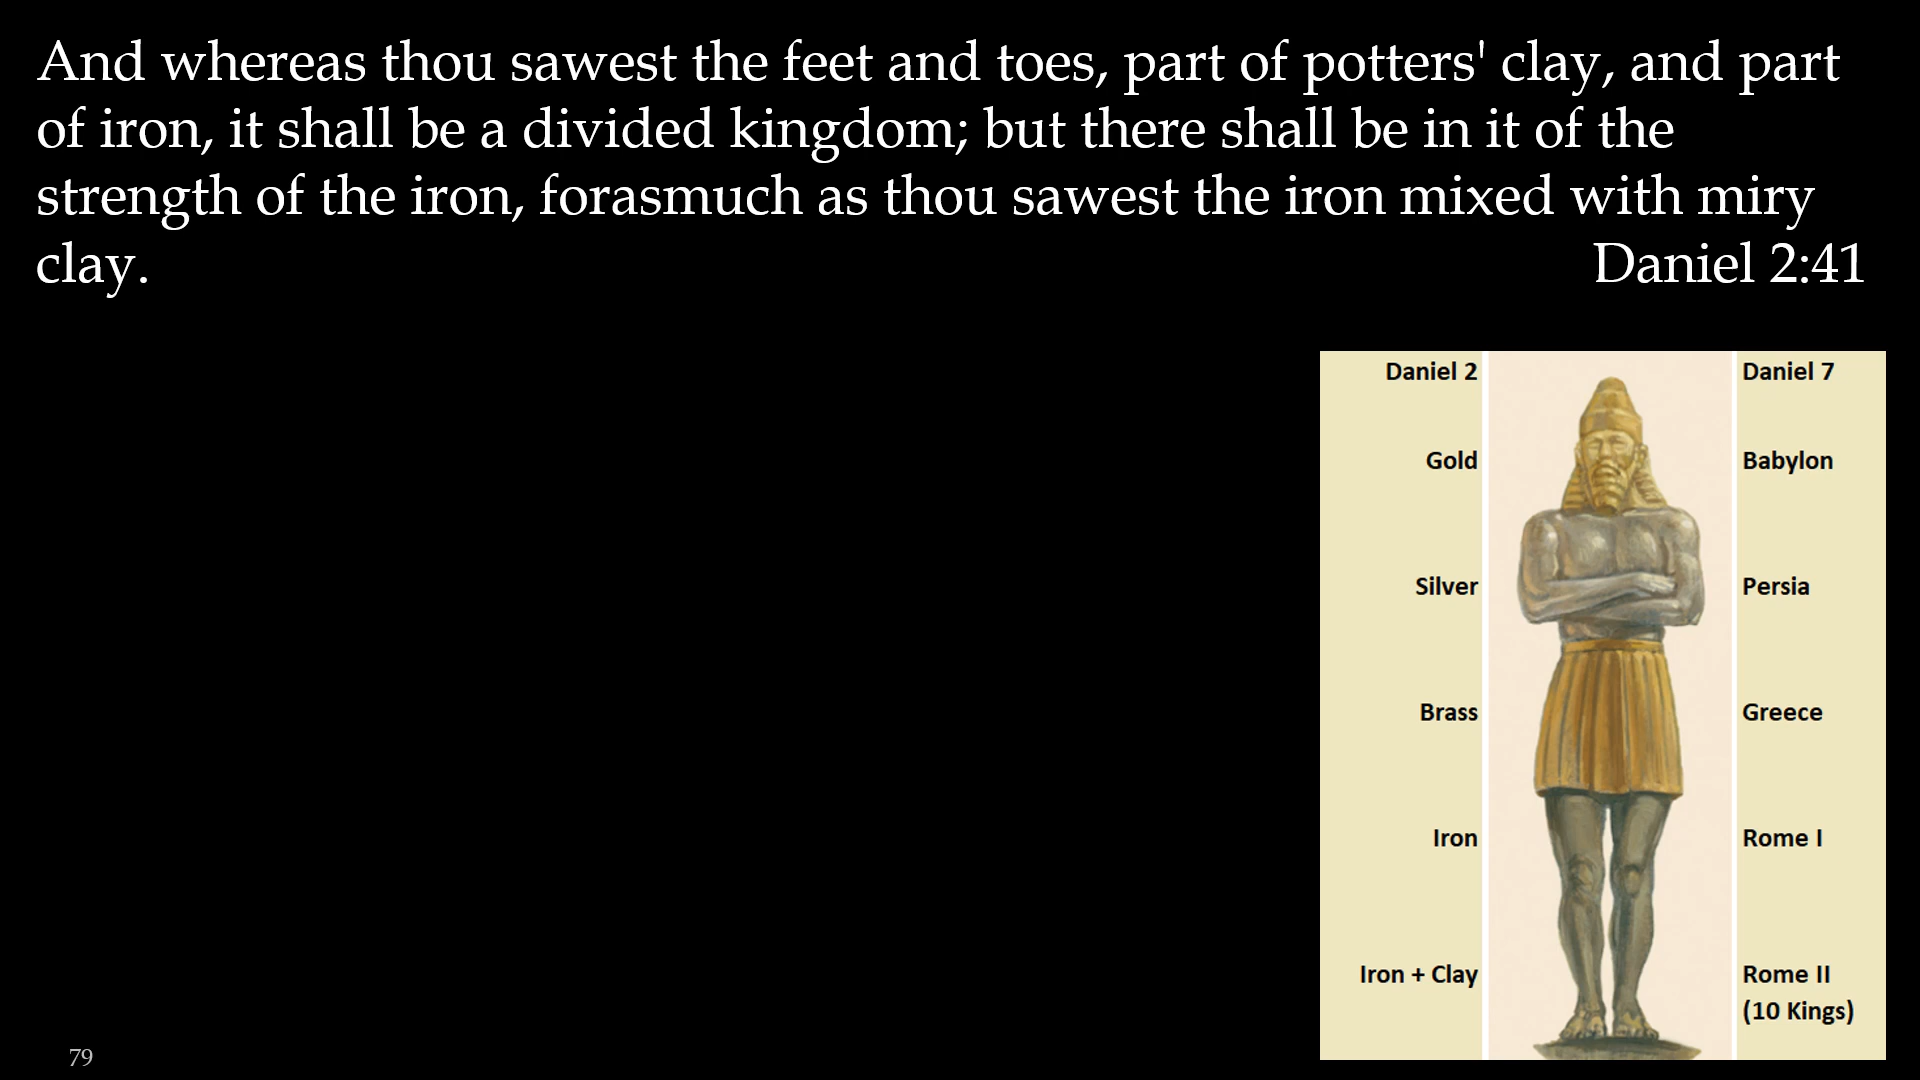 And whereas thou sawest the feet and toes, part of potters' clay, and part
of iron, it shall be a divided kingdom; but there shall be in it of the
strength of the iron, forasmuch as thou sawest the iron mixed with miry
clay. Daniel 2:41
Daniel 2 Daniel 7
Gold Babylon
Silver Persia
Brass Greece
Iron Rome I
Iron + Clay Rome II
(10 Kings)
79